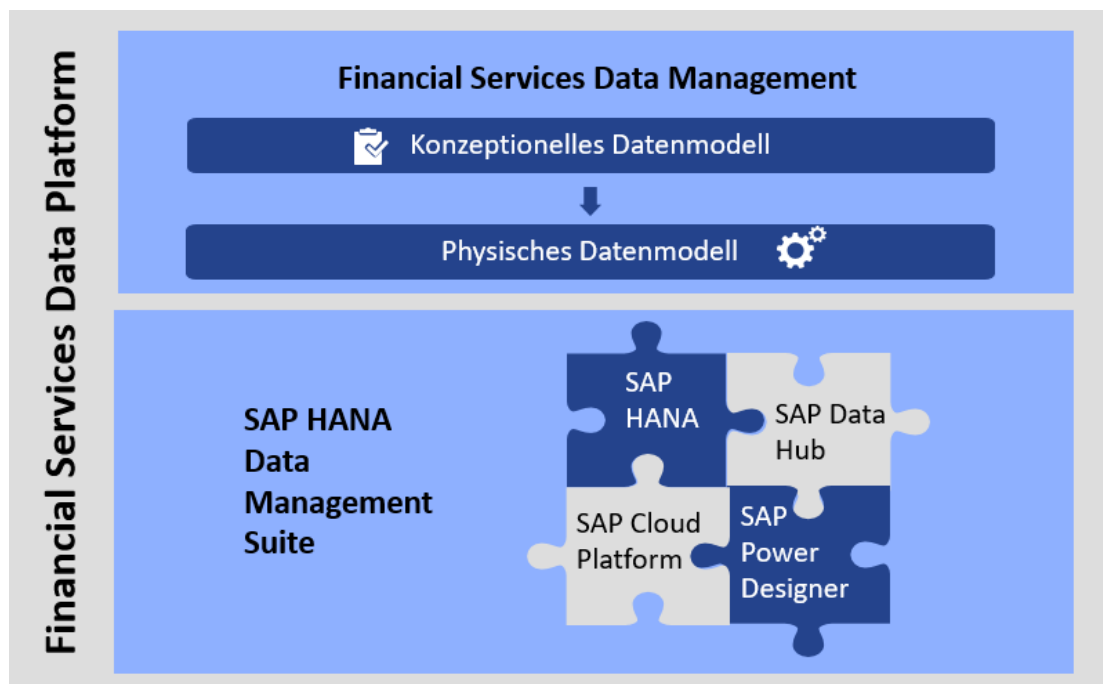 Financial Services Data Platform
Financial Services Data Management
Konzeptionelles Datenmodell
Physisches Datenmodell
SAP HANA
Data
Management
Suite
SAP
HANA
SAP Data
Hub
SAP Cloud
Platform
SAP
Power
Designer